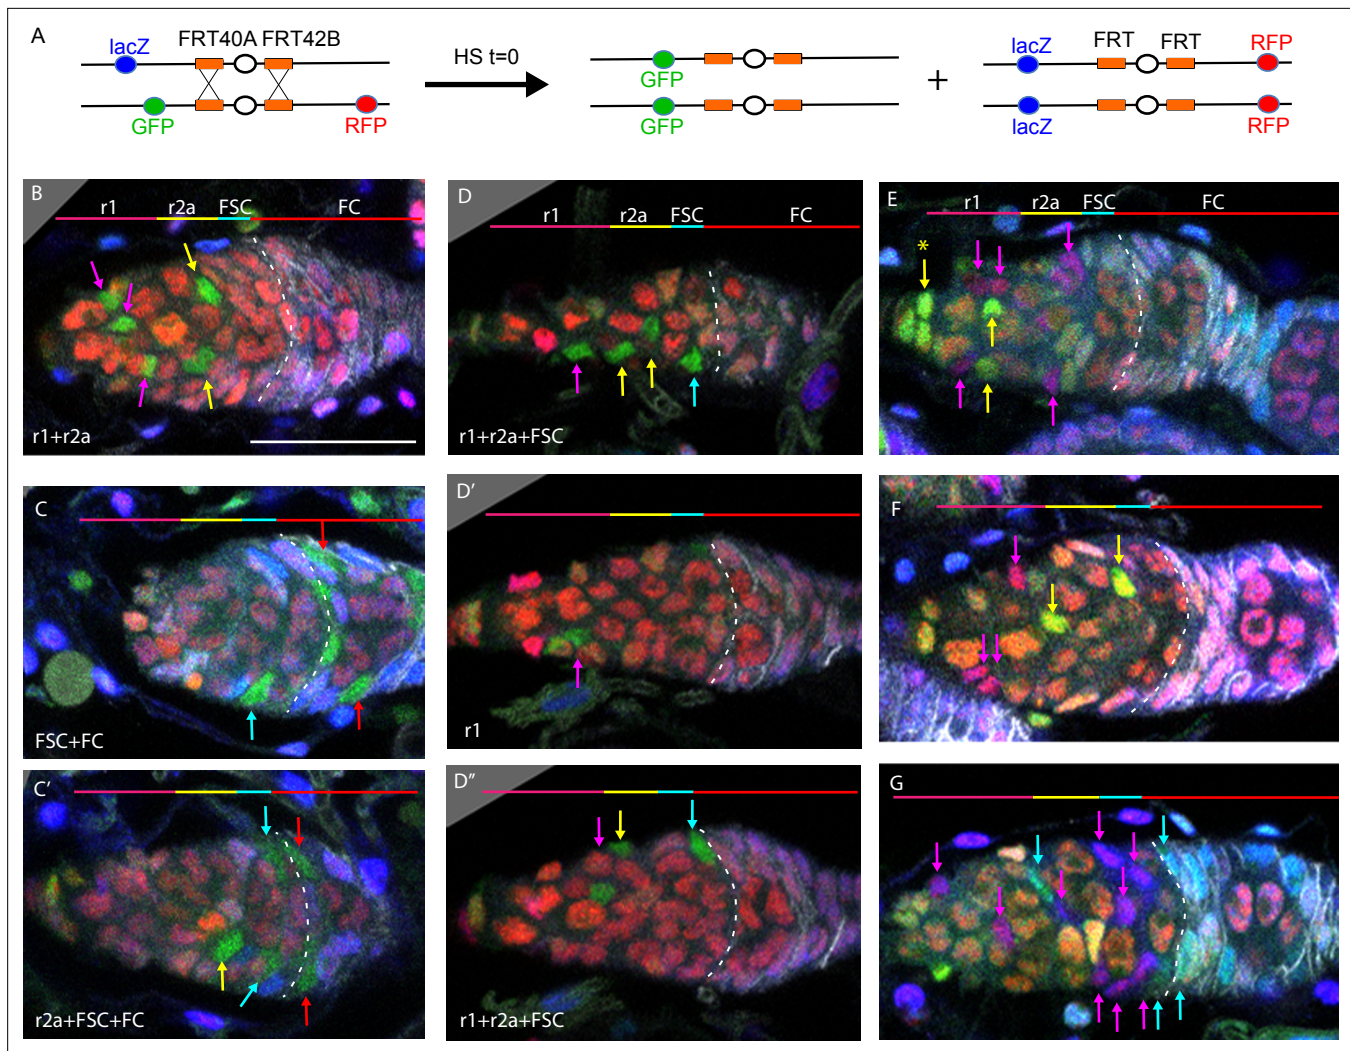 A
lacZ
FRT40A FRT42B
GFP
RFP
HS t=0
GFP
GFP
+
lacZ
FRT FRT
RFP
lacZ
RFP
B
r1 r2a FSC FC
r1+r2a
D
r1 r2a FSC FC
r1+r2a+FSC
E
r1 r2a FSC FC
*
C
FSC+FC
D'
r1
F
C'
r2a+FSC+FC
D"
r1+r2a+FSC
G